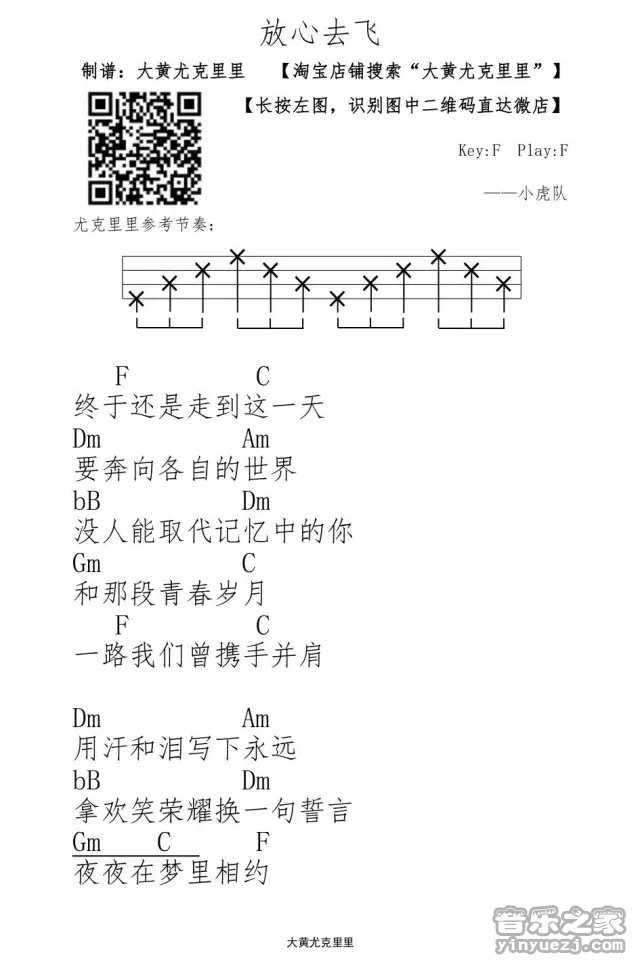 放心去飞
制谱：大黄尤克里里 【淘宝店铺搜索“大黄尤克里里”】
【长按左图，识别图中二维码直达微店】
Key:F Play:F
——小虎队
尤克里里参考节奏：
F C
终于还是走到这一天
Dm Am
要奔向各自的世界
bB Dm
没人能取代记忆中的你
Gm C
和那段青春岁月
F C
一路我们曾携手并肩
Dm Am
用汗和泪写下永远
bB Dm
拿欢笑荣耀换一句誓言
Gm C F
夜夜在梦里相约
大黄尤克里里
音乐之家
yinyuezj.com